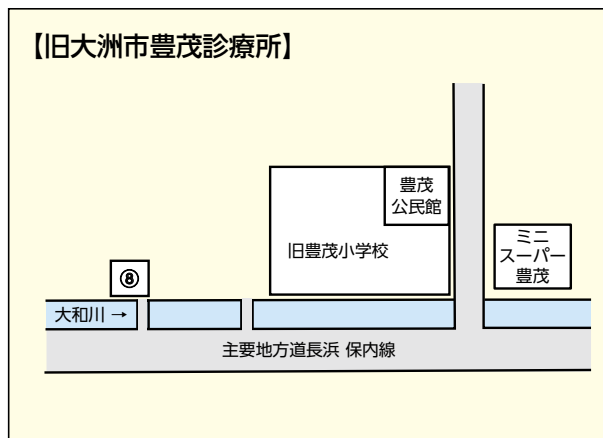 【旧大洲市豊茂診療所】
豊茂
公民館
旧豊茂小学校
ミニ
スーパー
豊茂
⑧
大和川 →
主要地方道長浜 保内線